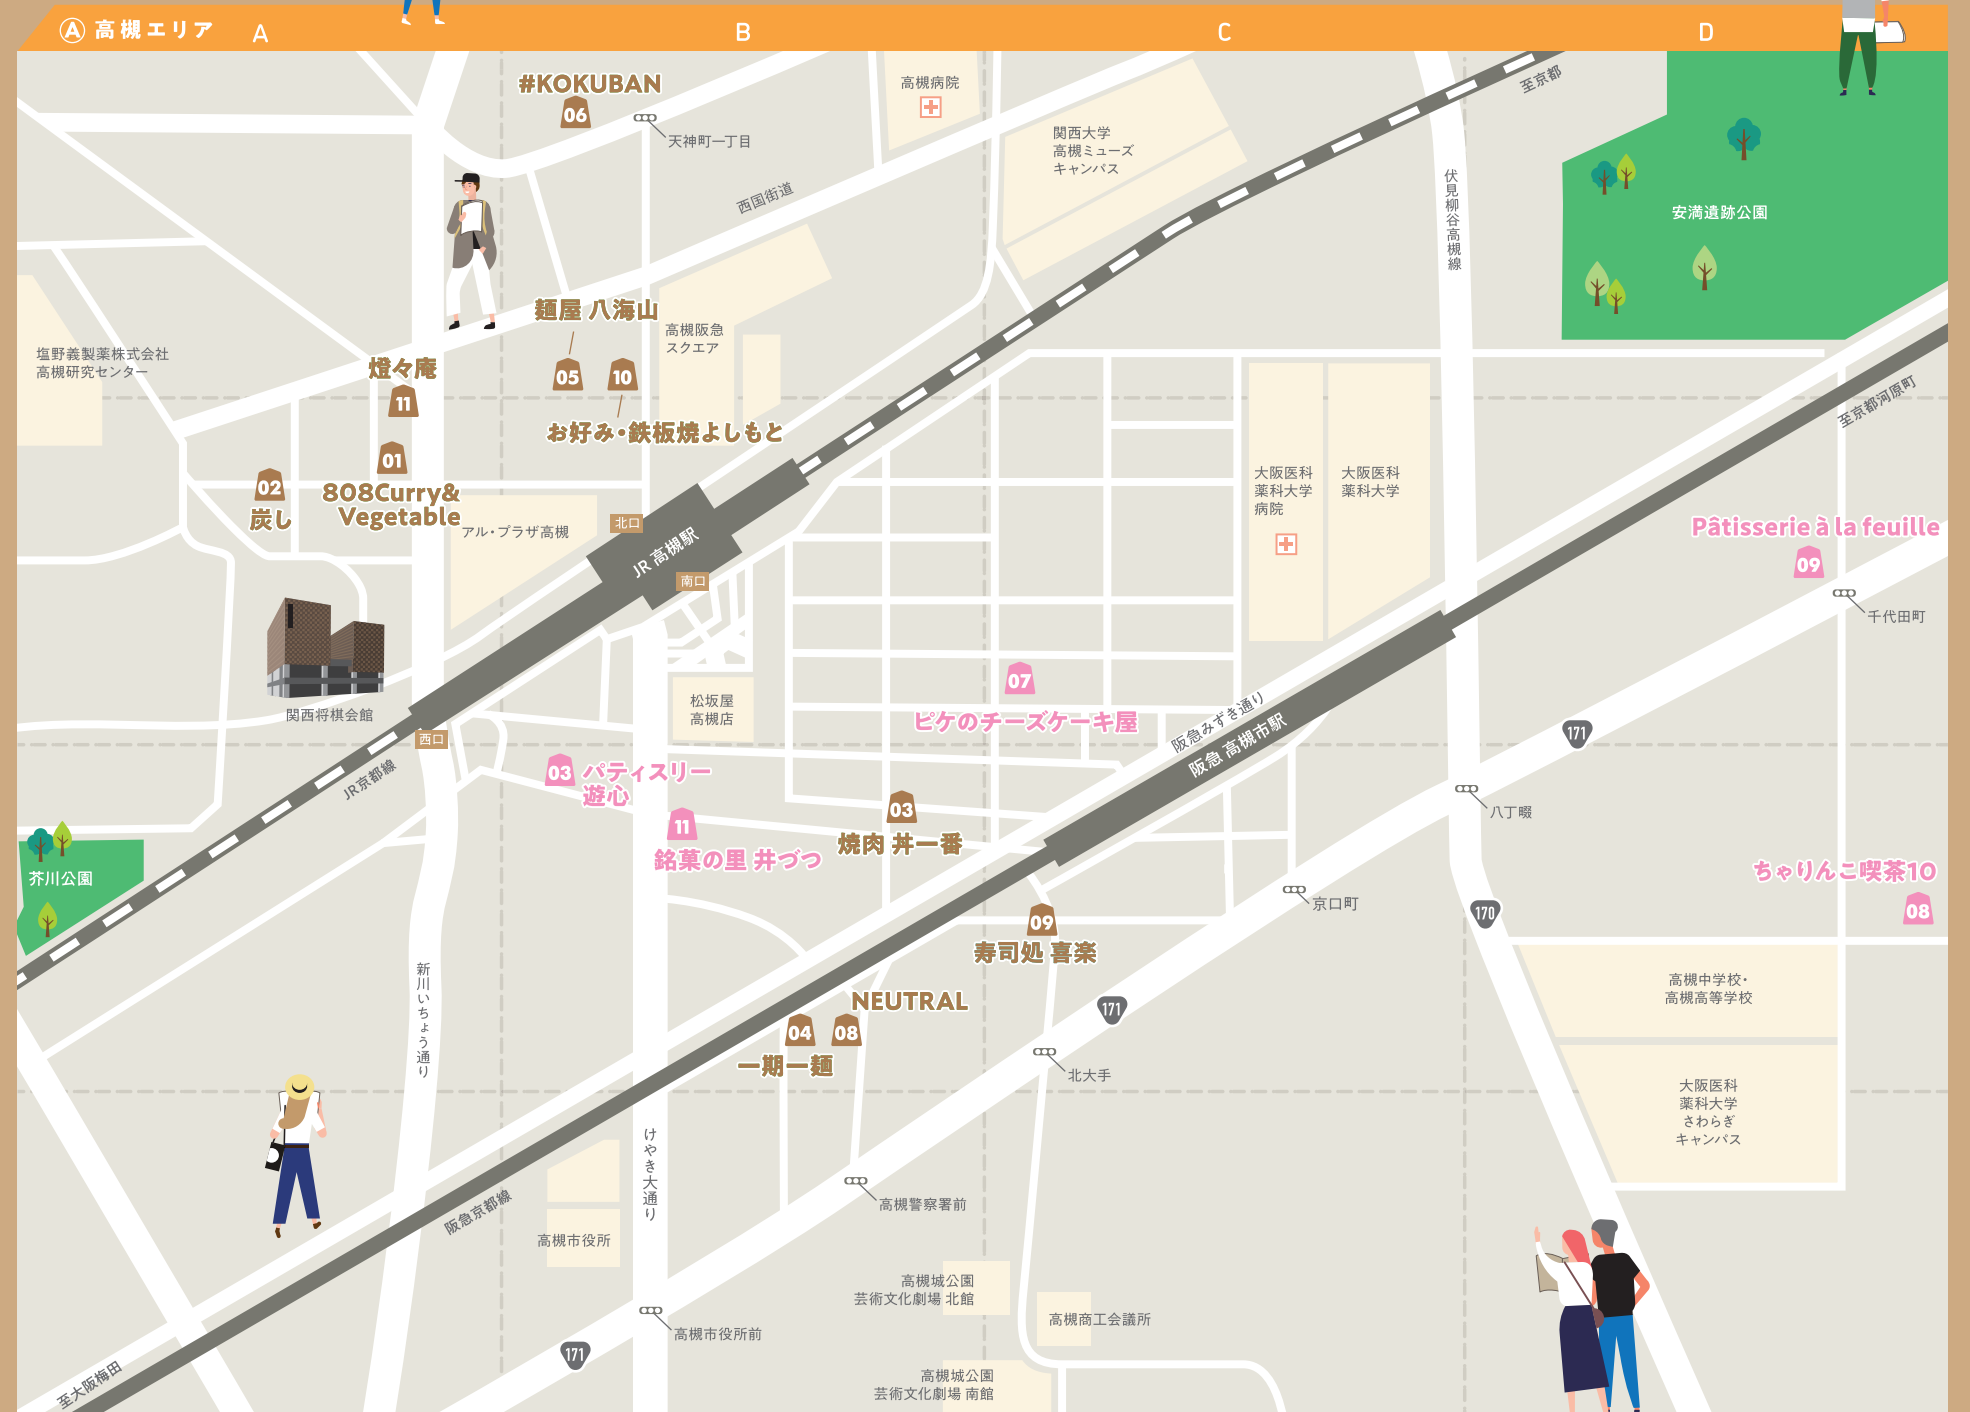 Ⓐ 高槻エリア
A
B
C
D
#KOKUBAN
06
天神町一丁目
高槻病院
関西大学
高槻ミューズ
キャンパス
至京都
西国街道
伏見柳谷高槻線
安満遺跡公園
麺屋 八海山
05
10
お好み・鉄板焼よしもと
高槻阪急
スクエア
塩野義製薬株式会社
高槻研究センター
燈々庵
11
01
808Curry&
Vegetable
02
炭し
アル・プラザ高槻
北口
JR 高槻駅
南口
大阪医科
薬科大学
病院
大阪医科
薬科大学
至京都河原町
Pâtisserie à la feuille
09
千代田町
関西将棋会館
西口
JR京都線
松坂屋
高槻店
07
ピケのチーズケーキ屋
阪急みずき通り
阪急 高槻市駅
171
03
パティスリー
遊心
11
銘菓の里 井づつ
03
焼肉 丼一番
八丁畷
芥川公園
京口町
170
ちゃりんこ喫茶10
08
09
寿司処 喜楽
NEUTRAL
04
08
一期一麺
171
北大手
新川いちょう通り
高槻中学校・
高槻高等学校
大阪医科
薬科大学
さわらぎ
キャンパス
けやき大通り
阪急京都線
高槻市役所
高槻警察署前
高槻城公園
芸術文化劇場 北館
高槻商工会議所
高槻市役所前
171
高槻城公園
芸術文化劇場 南館
至大阪梅田